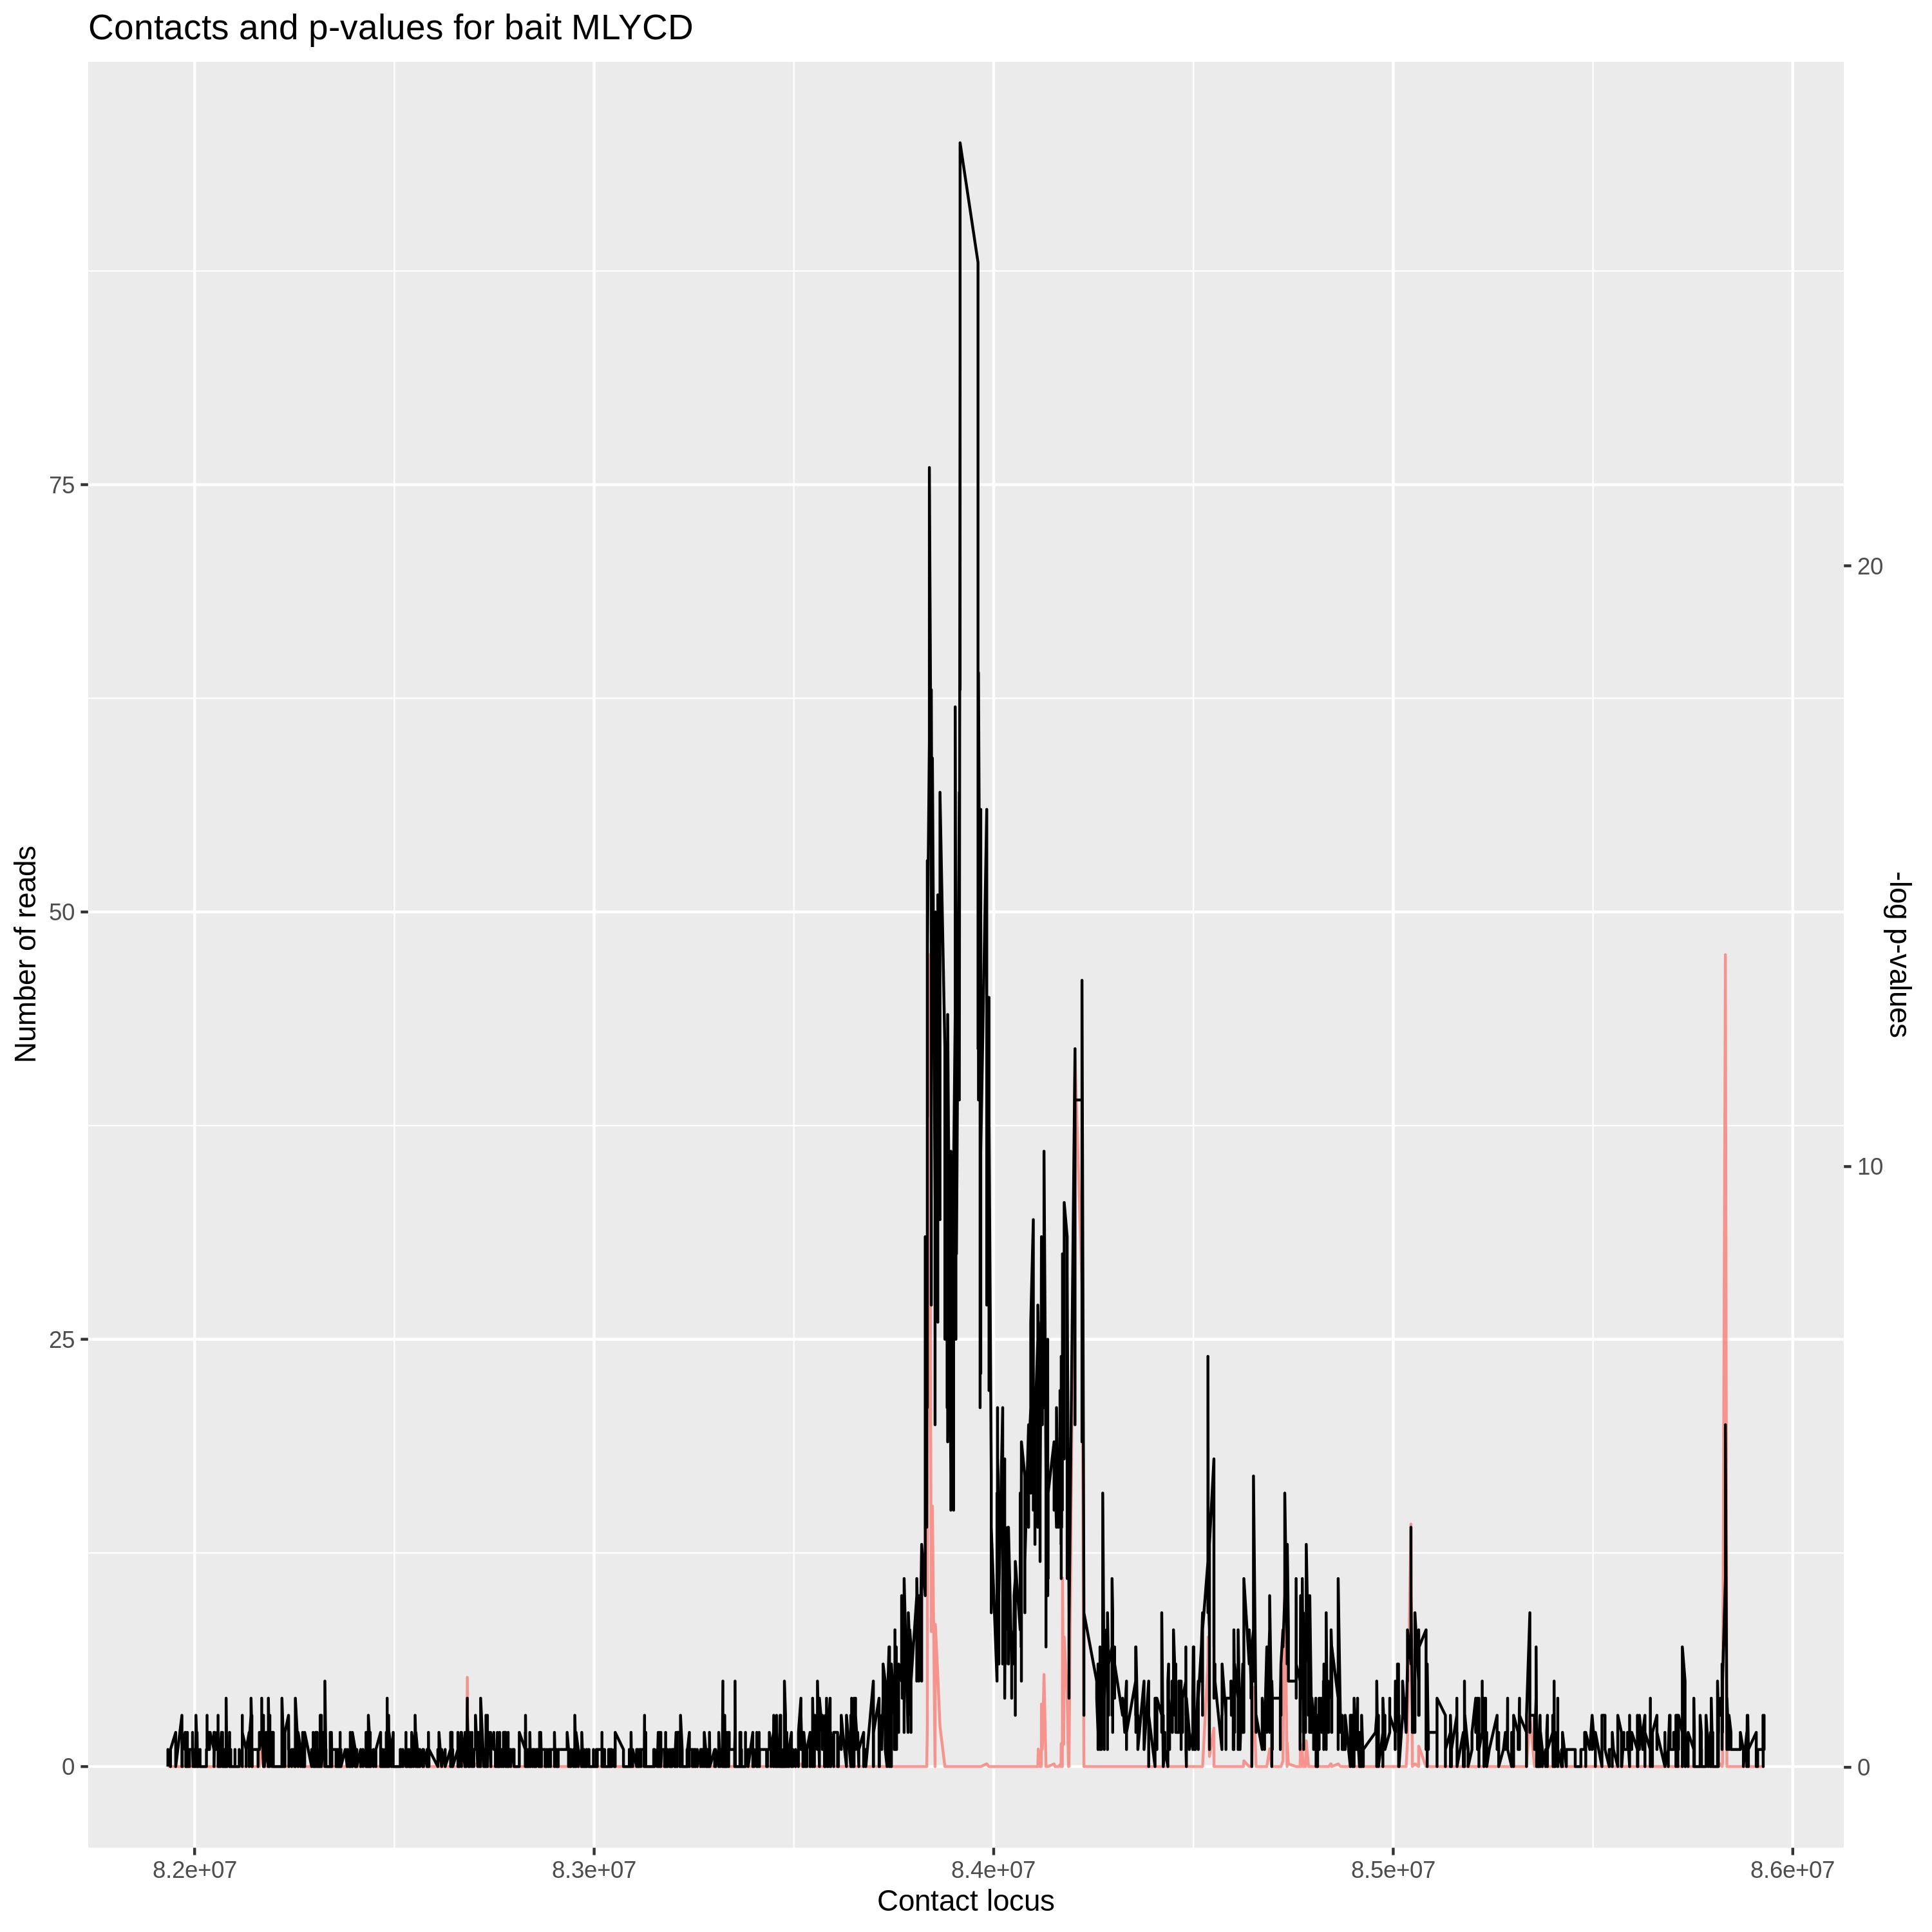 Contacts and p-values for bait MLYCD
75
50
25
0
Number of reads
20
10
0
-log p-values
8.2e+07 8.3e+07 8.4e+07 8.5e+07 8.6e+07
Contact locus